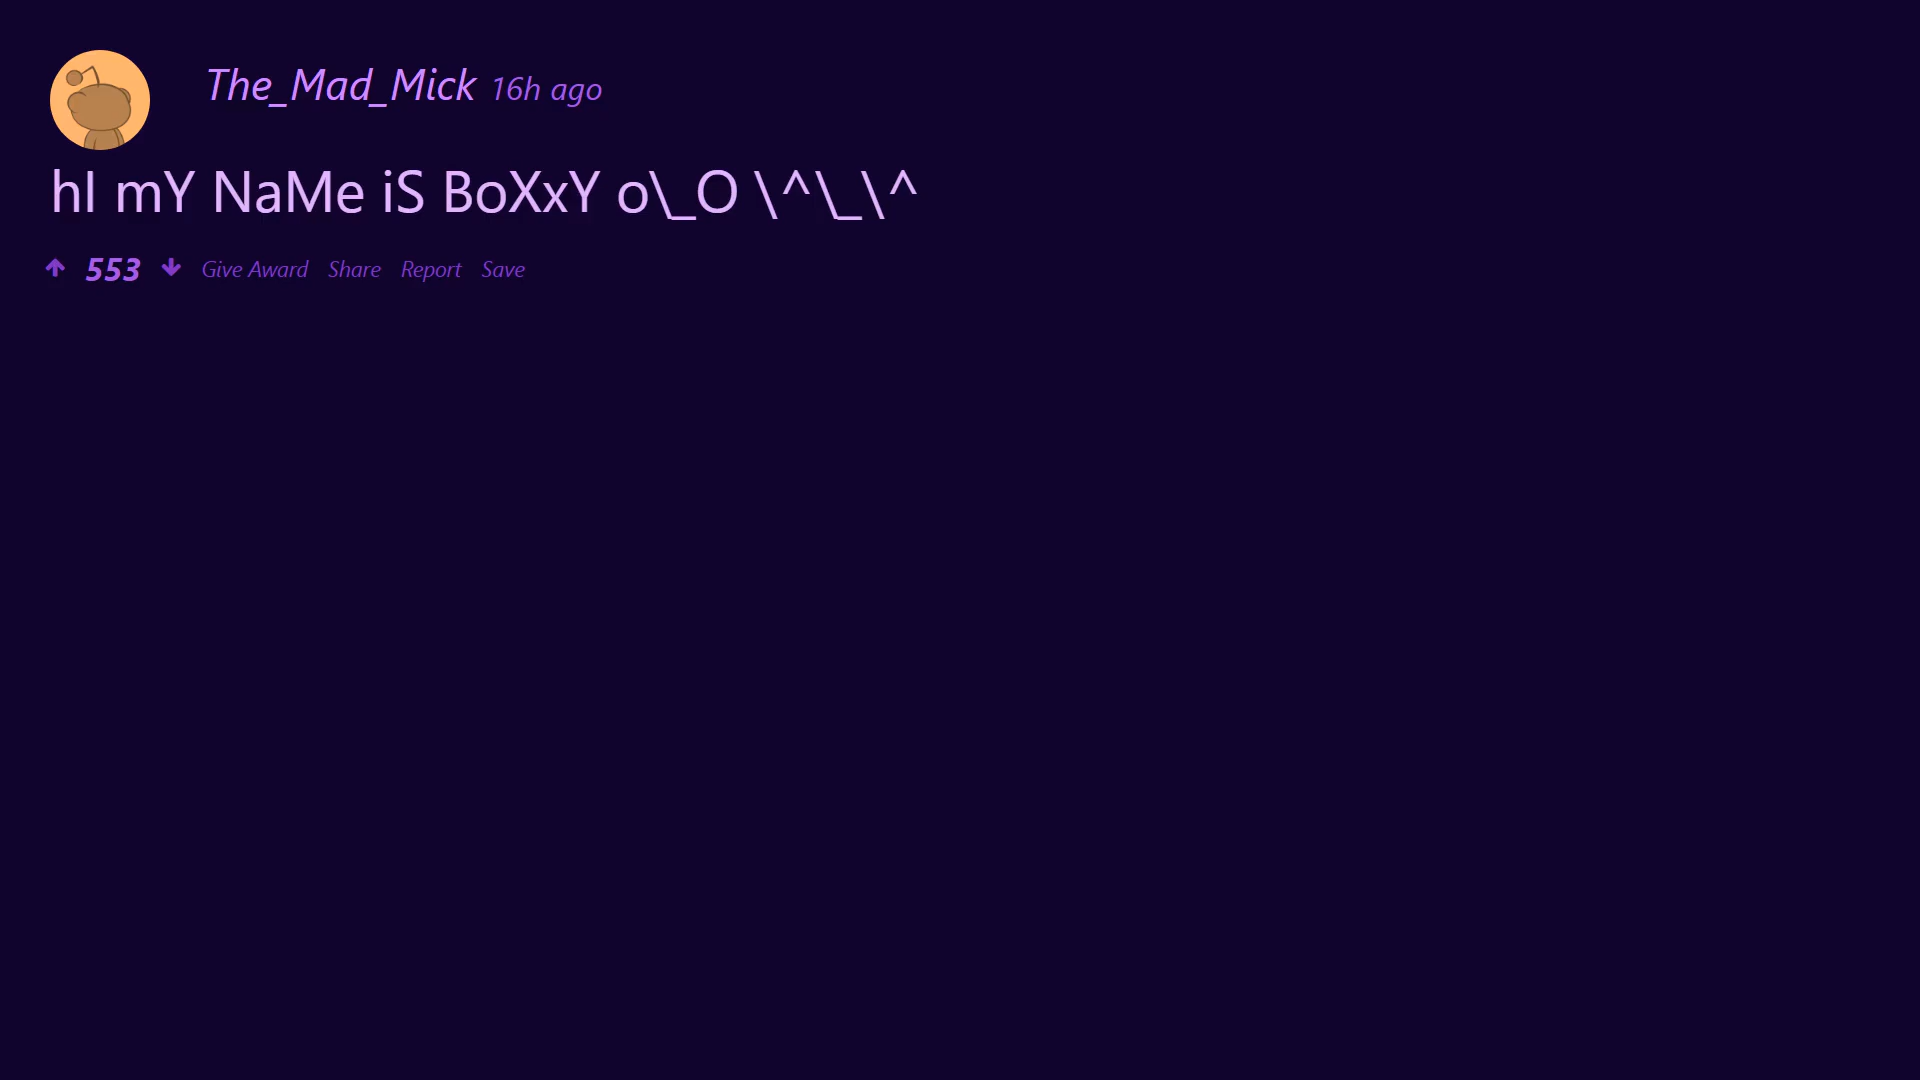 The_Mad_Mick 16h ago
hI mY NaMe iS BoXxY o\_O \^\_\^
553 Give Award Share Report Save